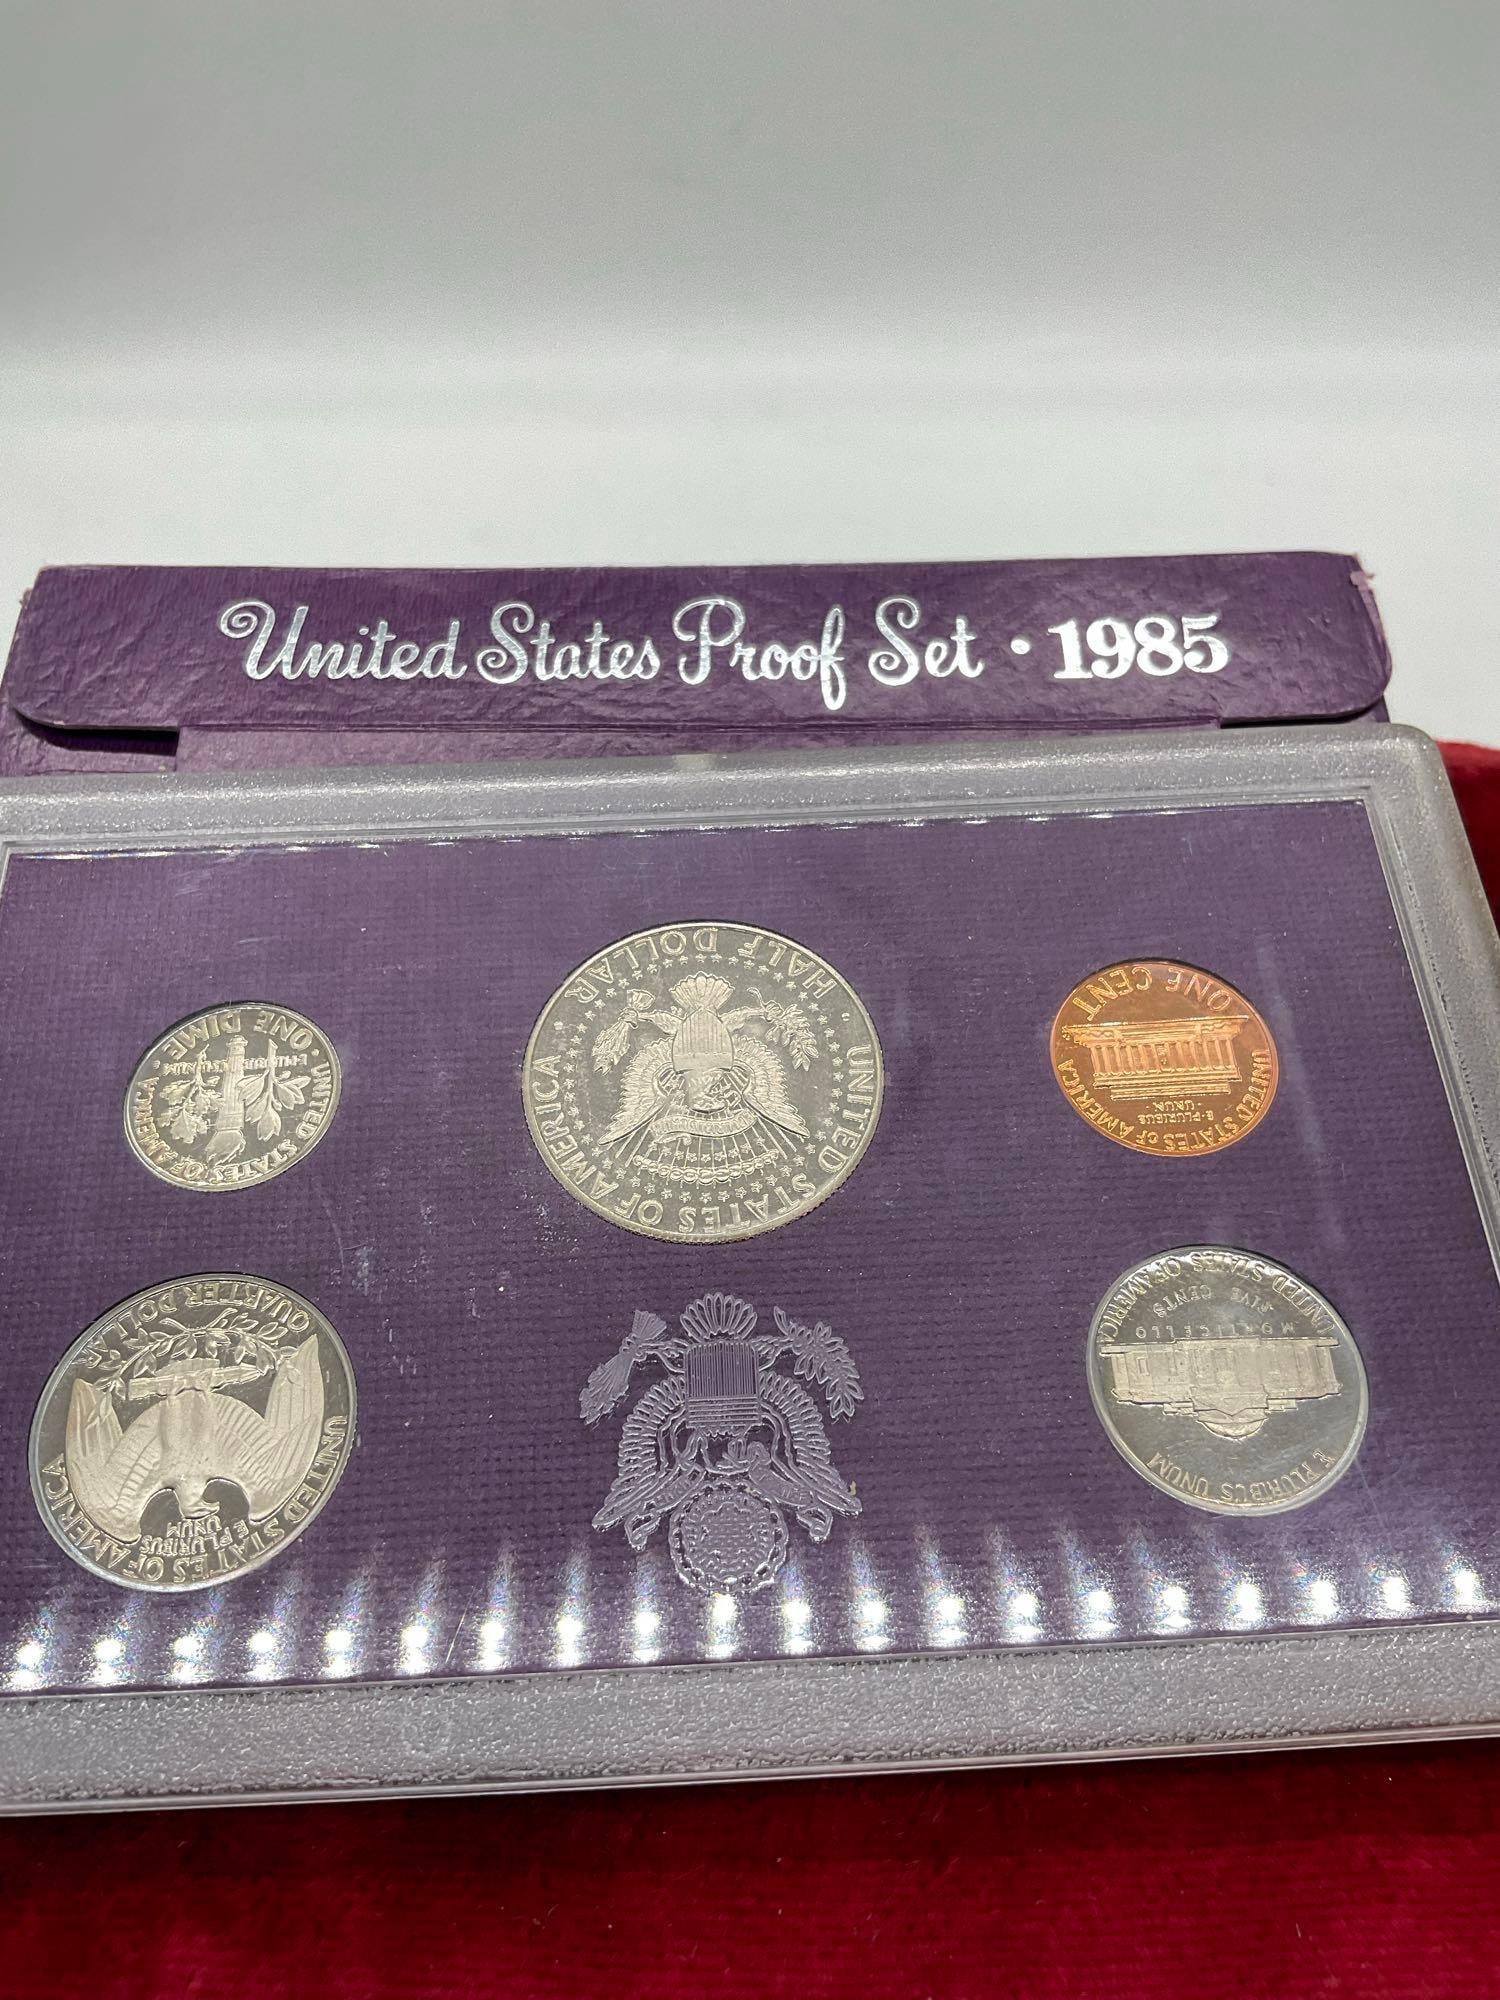 United States Proof Set · 1985
HALF DOLLAR
UNITED STATES OF AMERICA
ONE CENT
UNITED STATES OF AMERICA
E·PLURIBUS
·UNUM·
UNITED STATES OF AMERICA · ONE DIME
E PLURIBUS UNUM
QUARTER DOLLAR
UNITED STATES OF AMERICA
E PLURIBUS
UNUM
E PLURIBUS UNUM
MONTICELLO
FIVE CENTS
UNITED STATES OF AMERICA